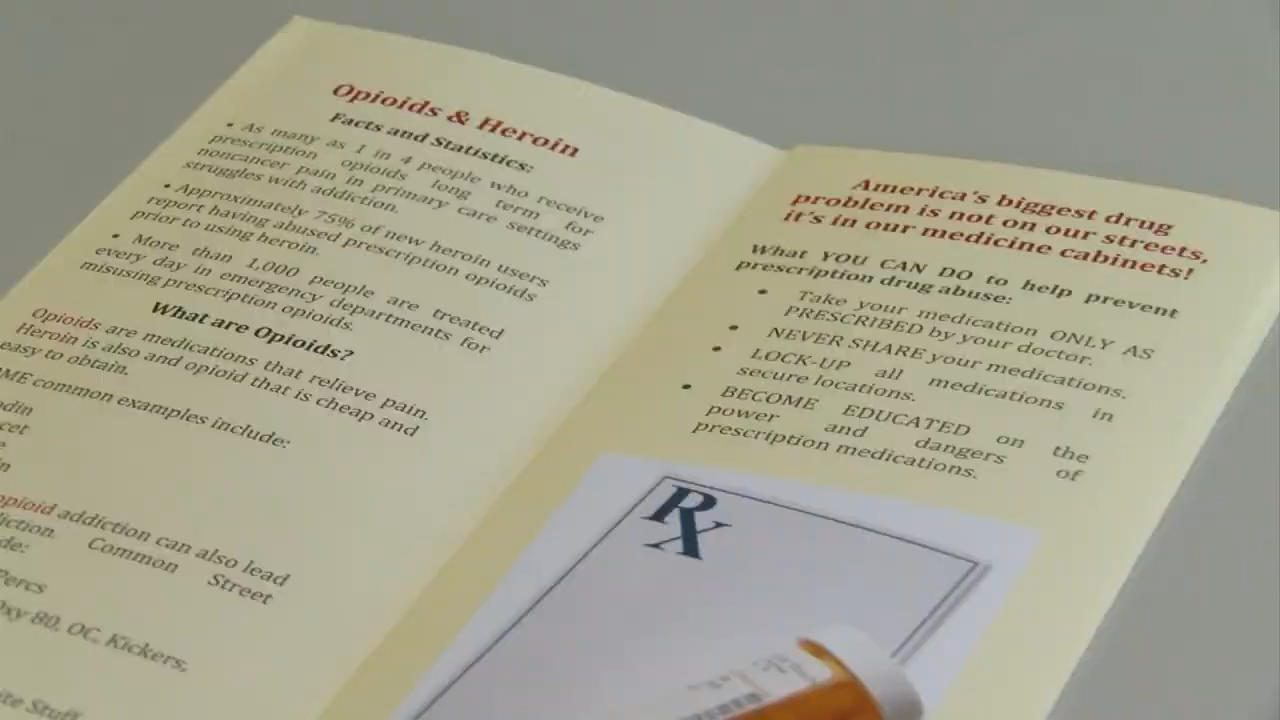 Opioids & Heroin
Facts and Statistics:
• As many as 1 in 4 people who receive
prescription opioids long term for
noncancer pain in primary care settings
struggles with addiction.
• Approximately 75% of new heroin users
report having abused prescription opioids
prior to using heroin.
• More than 1,000 people are treated
every day in emergency departments for
misusing prescription opioids.
What are Opioids?
Opioids are medications that relieve pain.
Heroin is also and opioid that is cheap and
easy to obtain.
common examples include:
opioid addiction can also lead
Common Street
Percs
Oxy 80, OC, Kickers,
Stuff
America's biggest drug
problem is not on our streets,
it's in our medicine cabinets!
What YOU CAN DO to help prevent
prescription drug abuse:
• Take your medication ONLY AS
PRESCRIBED by your doctor.
• NEVER SHARE your medications.
• LOCK-UP all medications in
secure locations.
• BECOME EDUCATED on the
power and dangers of
prescription medications.
Rx